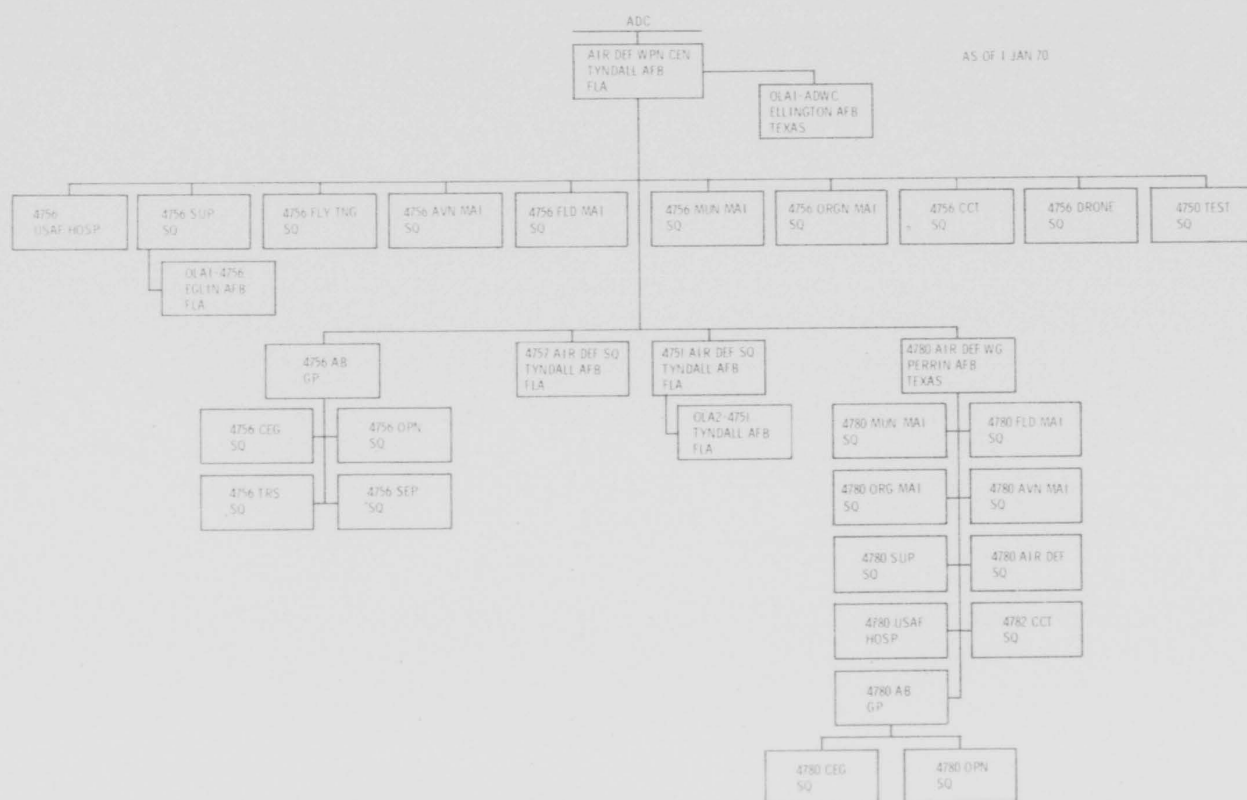 ADC
AIR DEF WPN CEN
TYNDALL AFB
FLA
AS OF 1 JAN 70
OLA1-ADWC
ELLINGTON AFB
TEXAS
4756
USAF HOSP
4756 SUP
SQ
4756 FLY TNG
SQ
4756 AVN MAI
SQ
4756 FLD MAI
SQ
4756 MUN MAI
SQ
4756 ORGN MAI
SQ
4756 CCT
SQ
4756 DRONE
SQ
4750 TEST
SQ
OLA1-4756
EGLIN AFB
FLA
4756 AB
GP
4757 AIR DEF SQ
TYNDALL AFB
FLA
4751 AIR DEF SQ
TYNDALL AFB
FLA
4780 AIR DEF WG
PERRIN AFB
TEXAS
4756 CEG
SQ
4756 OPN
SQ
OLA2-4751
TYNDALL AFB
FLA
4780 MUN MAI
SQ
4780 FLD MAI
SQ
4756 TRS
SQ
4756 SEP
SQ
4780 ORG MAI
SQ
4780 AVN MAI
SQ
4780 SUP
SQ
4780 AIR DEF
SQ
4780 USAF
HOSP
4782 CCT
SQ
4780 AB
GP
4780 CEG
SQ
4780 OPN
SQ